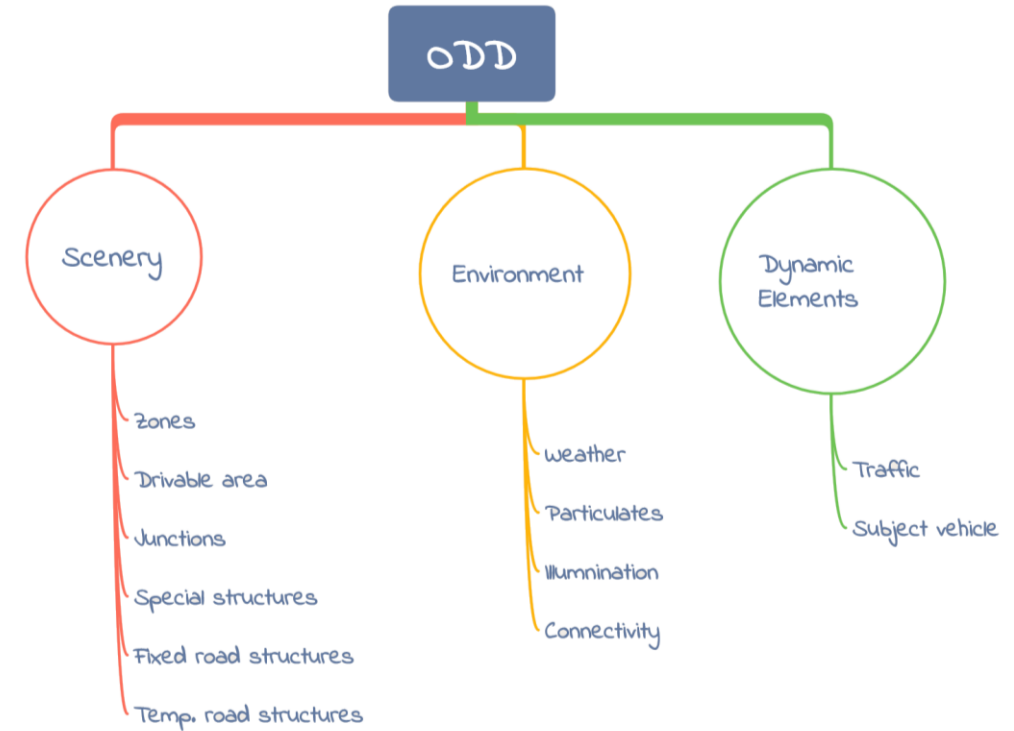 ODD
Scenery
Environment
Dynamic
Elements
Zones
Drivable area
Junctions
Special structures
Fixed road structures
Temp. road structures
Weather
Particulates
Illumnination
Connectivity
Traffic
Subject vehicle